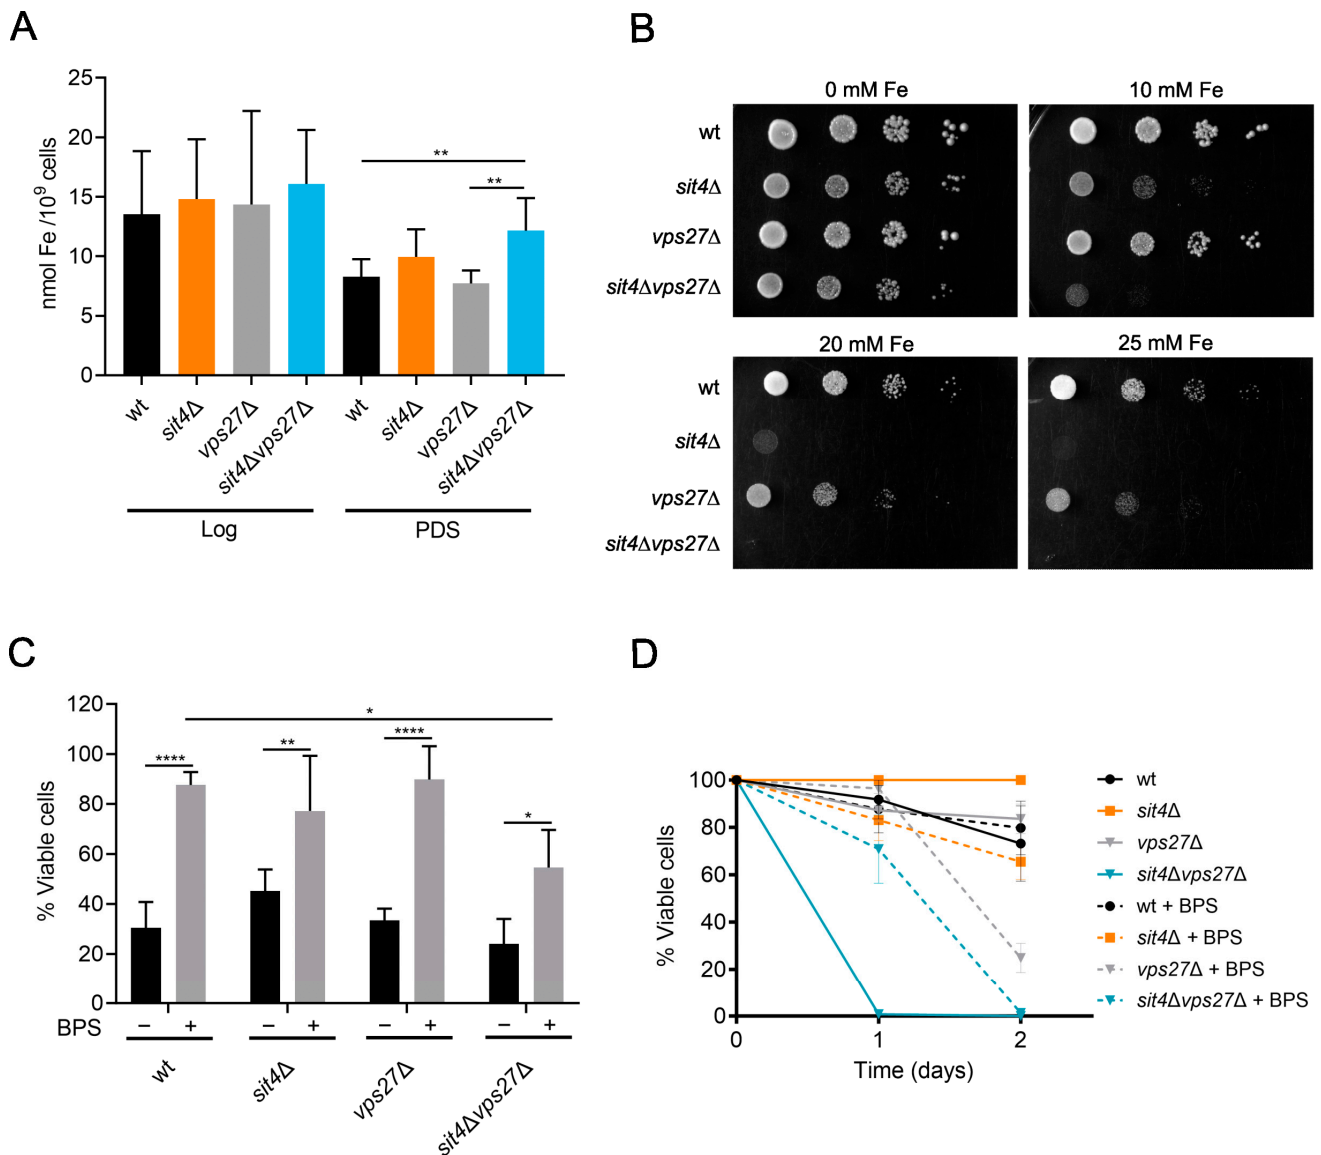 A
25
20
15
10
5
0
nmol Fe /10⁹ cells
** 
**
wt
sit4Δ
vps27Δ
sit4Δvps27Δ
wt
sit4Δ
vps27Δ
sit4Δvps27Δ
Log
PDS
B
0 mM Fe
10 mM Fe
wt
sit4Δ
vps27Δ
sit4Δvps27Δ
20 mM Fe
25 mM Fe
wt
sit4Δ
vps27Δ
sit4Δvps27Δ
C
120
100
80
60
40
20
0
% Viable cells
*
****
**
****
*
BPS − + − + − + − +
wt
sit4Δ
vps27Δ
sit4Δvps27Δ
D
100
80
60
40
20
0
% Viable cells
0 1 2
Time (days)
wt
sit4Δ
vps27Δ
sit4Δvps27Δ
wt + BPS
sit4Δ + BPS
vps27Δ + BPS
sit4Δvps27Δ + BPS